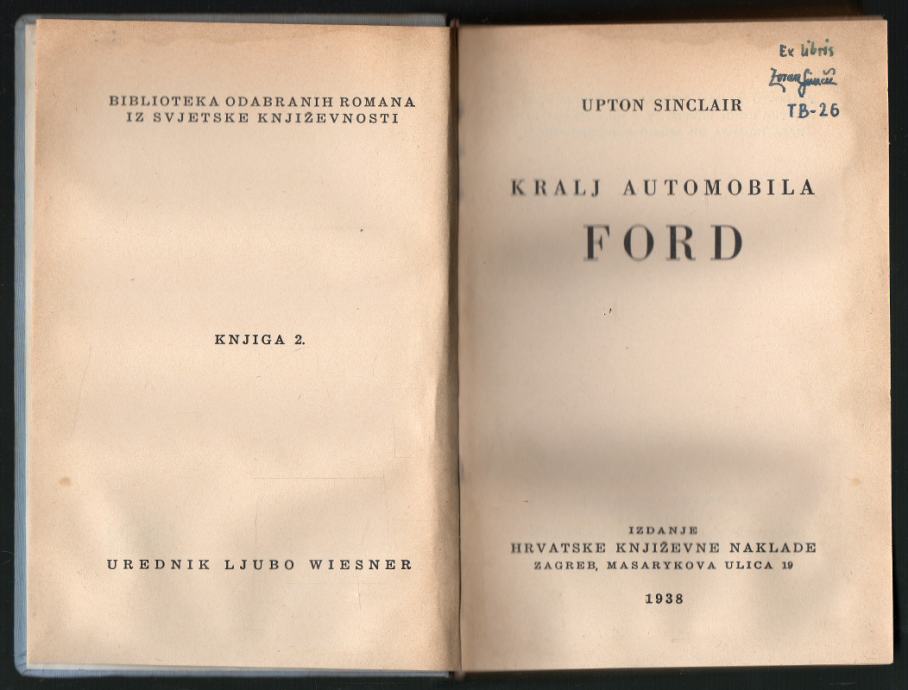 BIBLIOTEKA ODABRANIH ROMANA
IZ SVJETSKE KNJIŽEVNOSTI
KNJIGA 2.
UREDNIK LJUBO WIESNER
Ex libris
Zoran
TB-26
UPTON SINCLAIR
KRALJ AUTOMOBILA
FORD
IZDANJE
HRVATSKE KNJIŽEVNE NAKLADE
ZAGREB, MASARYKOVA ULICA 19
1938